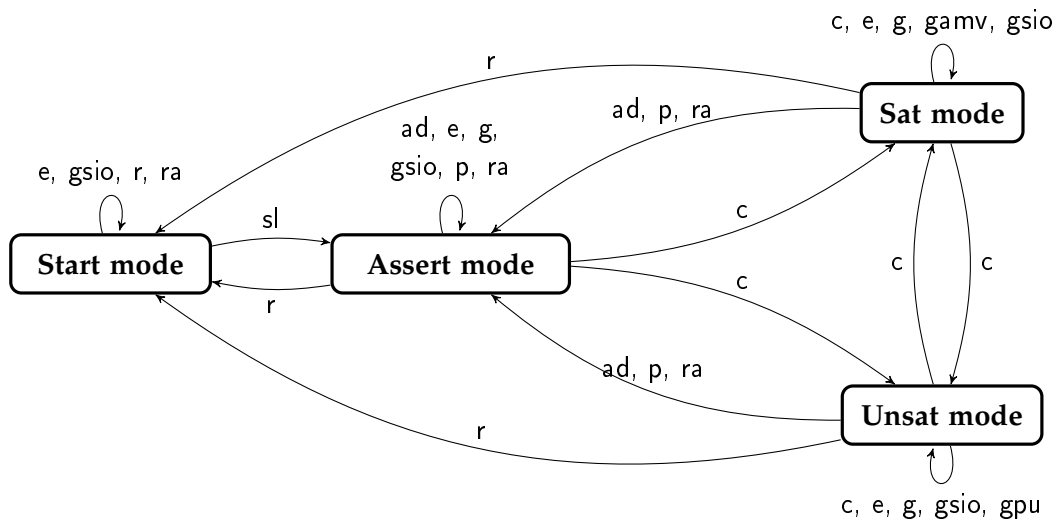 c, e, g, gamv, gsio
r
Sat mode
ad, p, ra
ad, e, g,
gsio, p, ra
e, gsio, r, ra
sl
c
Start mode
Assert mode
r
c
c
c
ad, p, ra
Unsat mode
r
c, e, g, gsio, gpu